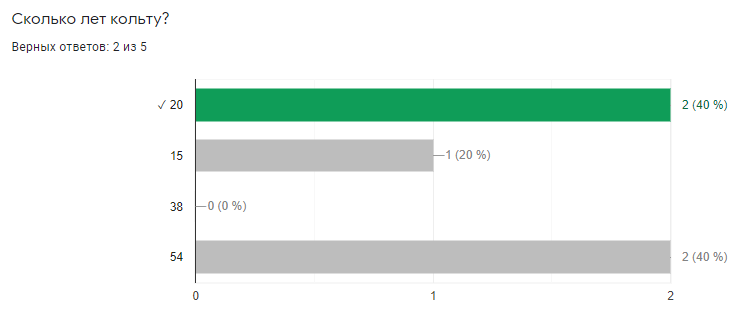 Сколько лет кольту?
Верных ответов: 2 из 5
✓ 20 2 (40 %)
15 1 (20 %)
38 0 (0 %)
54 2 (40 %)
0 1 2